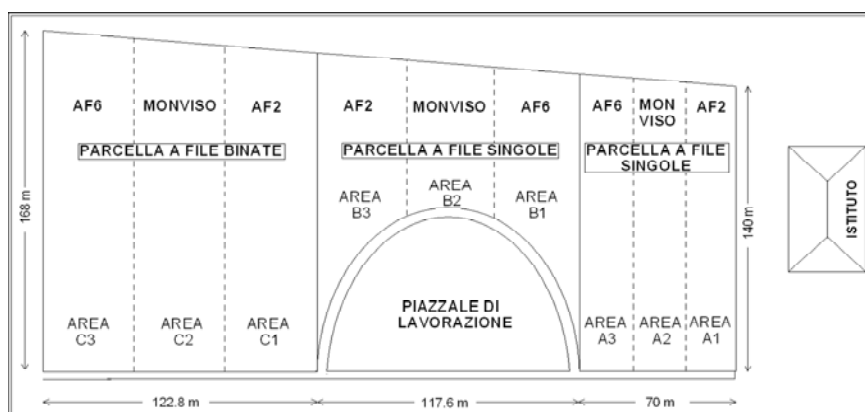 AF6 MONVISO AF2
PARCELLA A FILE BINATE
AREA C3
AREA C2
AREA C1
168 m
122.8 m
AF2 MONVISO AF6
PARCELLA A FILE SINGOLE
AREA B3
AREA B2
AREA B1
PIAZZALE DI
LAVORAZIONE
117.6 m
AF6 MON
VISO AF2
PARCELLA A FILE
SINGOLE
AREA A3
AREA A2
AREA A1
140 m
70 m
ISTITUTO